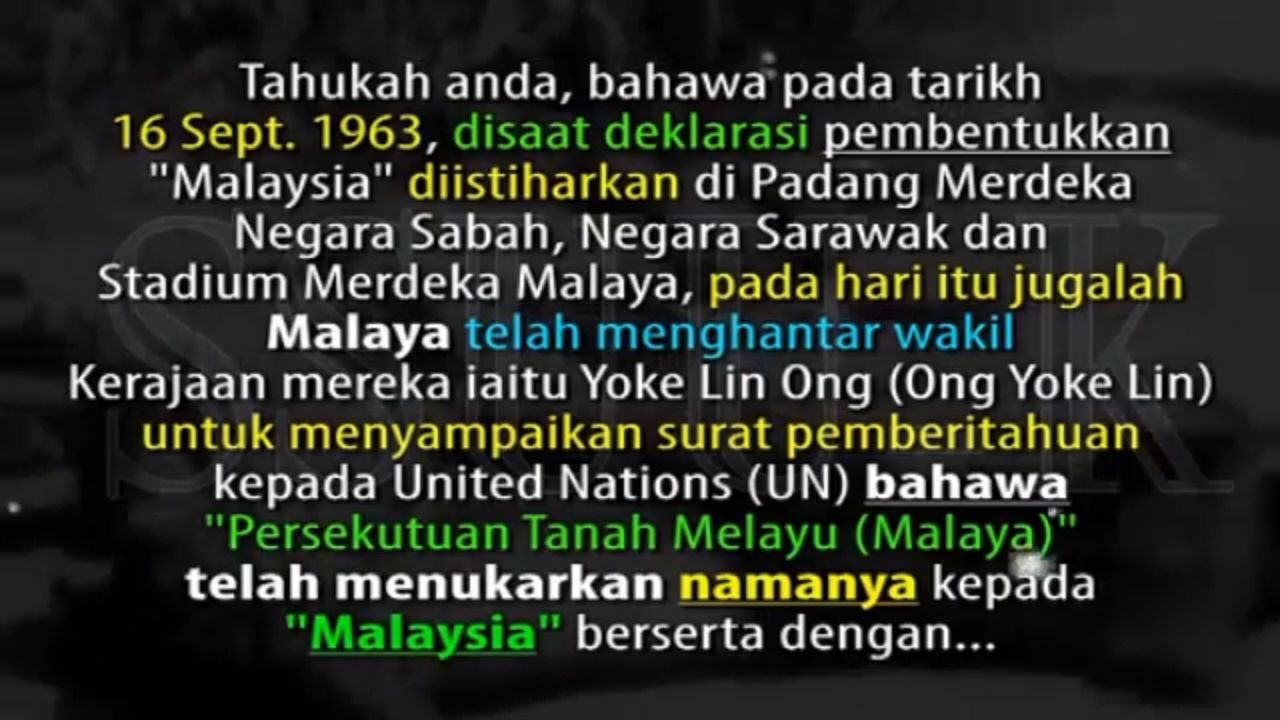 Tahukah anda, bahawa pada tarikh
16 Sept. 1963, disaat deklarasi pembentukkan
"Malaysia" diistiharkan di Padang Merdeka
Negara Sabah, Negara Sarawak dan
Stadium Merdeka Malaya, pada hari itu jugalah
Malaya telah menghantar wakil
Kerajaan mereka iaitu Yoke Lin Ong (Ong Yoke Lin)
untuk menyampaikan surat pemberitahuan
kepada United Nations (UN) bahawa
"Persekutuan Tanah Melayu (Malaya)"
telah menukarkan namanya kepada
"Malaysia" berserta dengan...